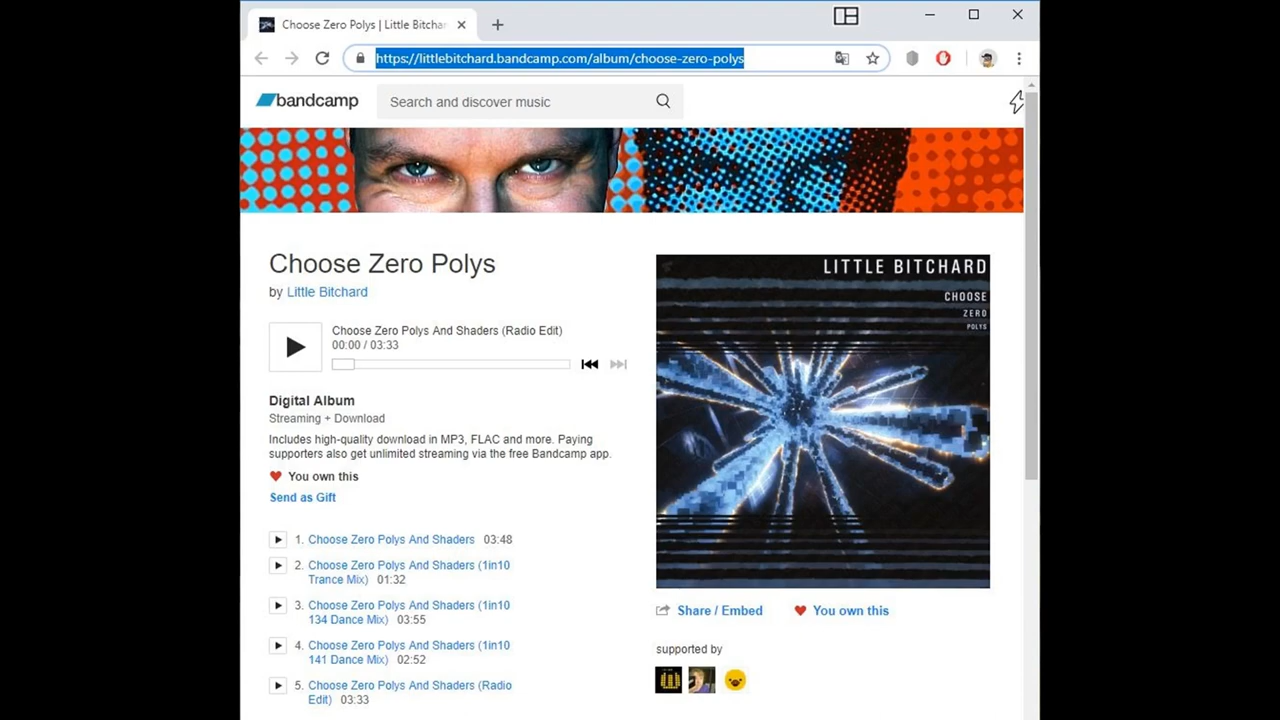 Choose Zero Polys | Little Bitchar
https://littlebitchard.bandcamp.com/album/choose-zero-polys
bandcamp
Search and discover music
Choose Zero Polys
by Little Bitchard
Choose Zero Polys And Shaders (Radio Edit)
00:00 / 03:33
Digital Album
Streaming + Download
Includes high-quality download in MP3, FLAC and more. Paying
supporters also get unlimited streaming via the free Bandcamp app.
You own this
Send as Gift
1. Choose Zero Polys And Shaders 03:48
2. Choose Zero Polys And Shaders (1in10
Trance Mix) 01:32
3. Choose Zero Polys And Shaders (1in10
134 Dance Mix) 03:55
4. Choose Zero Polys And Shaders (1in10
141 Dance Mix) 02:52
5. Choose Zero Polys And Shaders (Radio
Edit) 03:33
LITTLE BITCHARD
CHOOSE
ZERO
POLYS
Share / Embed
You own this
supported by